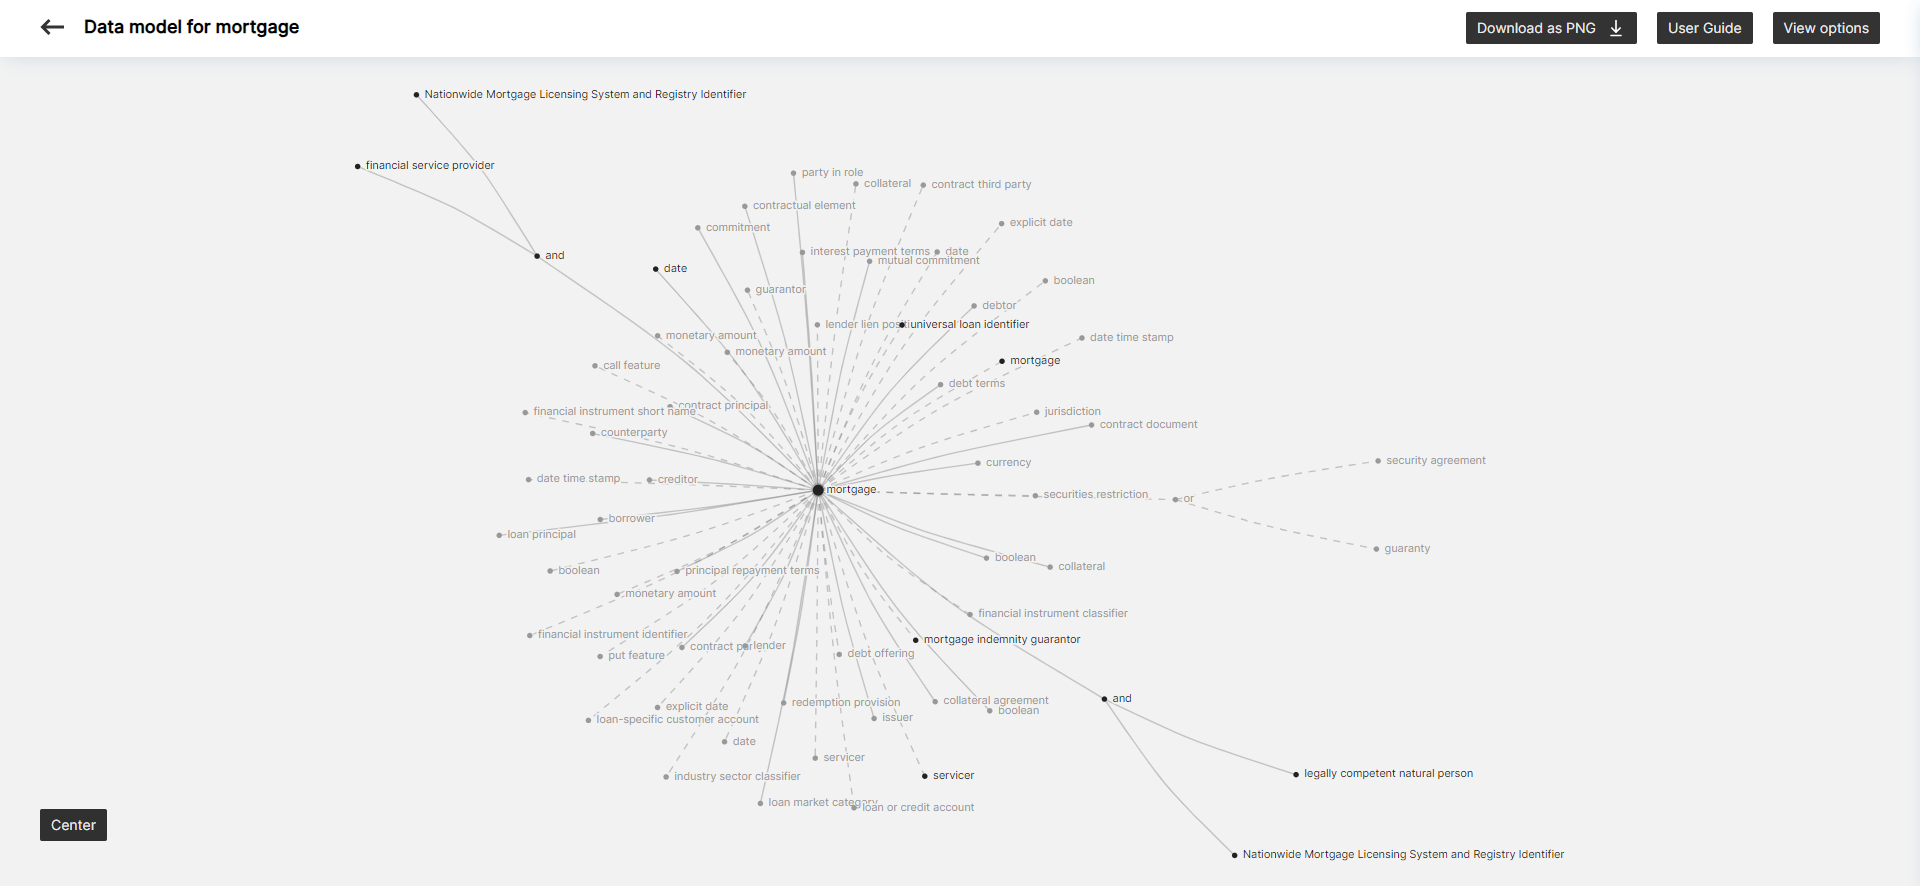 Data model for mortgage
Download as PNG
User Guide
View options
Nationwide Mortgage Licensing System and Registry Identifier
financial service provider
party in role
collateral
contract third party
contractual element
explicit date
commitment
interest payment terms
date
and
mutual commitment
date
boolean
guarantor
debtor
lender lien
universal loan identifier
monetary amount
date time stamp
monetary amount
mortgage
call feature
debt terms
contract principal
financial instrument short name
jurisdiction
contract document
counterparty
security agreement
currency
date time stamp
creditor
mortgage
securities restriction
or
borrower
loan principal
guaranty
boolean
collateral
boolean
principal repayment terms
monetary amount
financial instrument classifier
financial instrument identifier
mortgage indemnity guarantor
contract
lender
put feature
debt offering
and
redemption provision
collateral agreement
explicit date
boolean
loan-specific customer account
issuer
date
servicer
legally competent natural person
industry sector classifier
servicer
loan market category
loan or credit account
Center
Nationwide Mortgage Licensing System and Registry Identifier